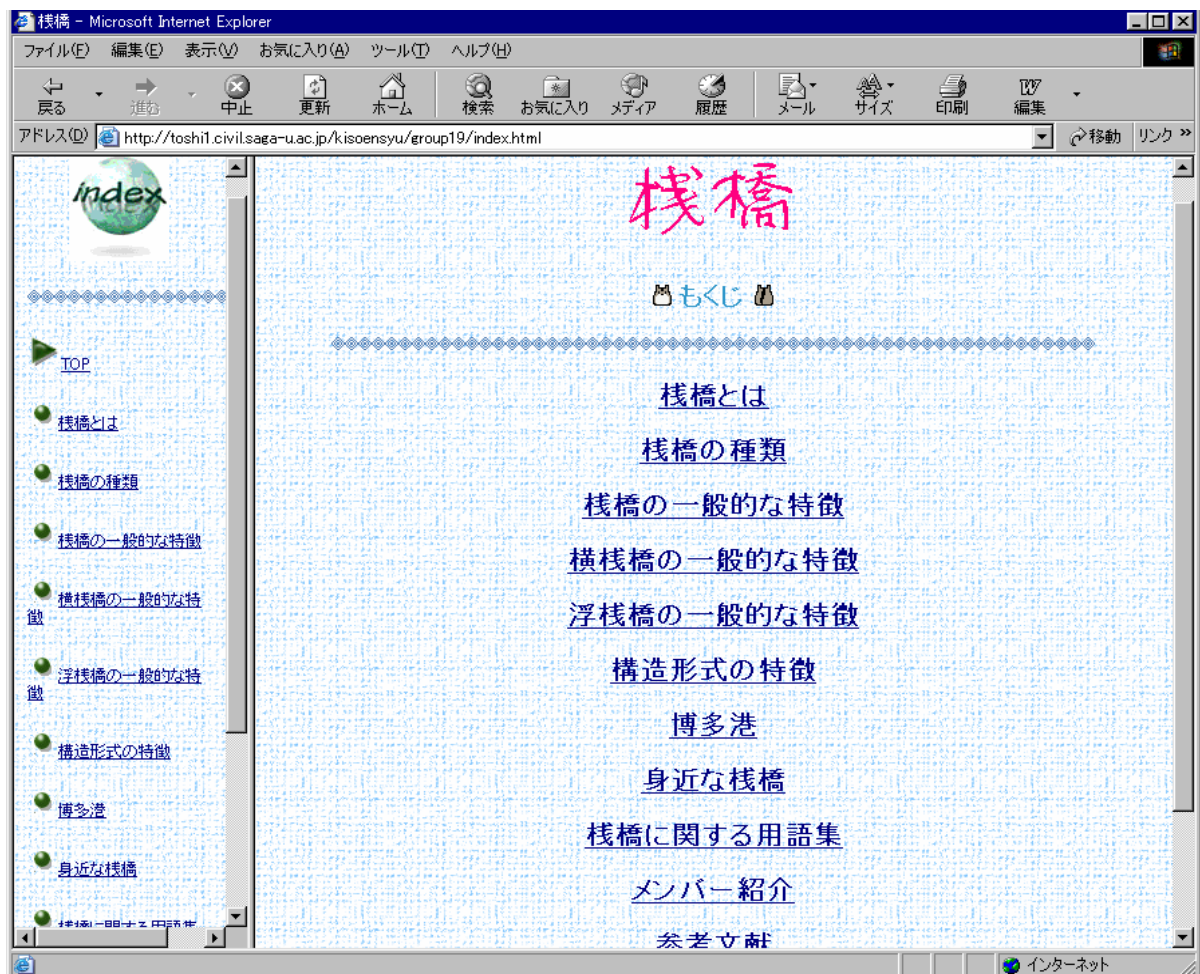 桟橋 - Microsoft Internet Explorer
ファイル(F) 編集(E) 表示(V) お気に入り(A) ツール(T) ヘルプ(H)
戻る 進む 中止 更新 ホーム 検索 お気に入り メディア 履歴 メール サイズ 印刷 編集
アドレス(D) http://toshi1.civil.saga-u.ac.jp/kisoensyu/group19/index.html 移動 リンク »
index
TOP
桟橋とは
桟橋の種類
桟橋の一般的な特徴
横桟橋の一般的な特
徴
浮桟橋の一般的な特
徴
構造形式の特徴
博多港
身近な桟橋
桟橋に関する用語集
桟橋
もくじ
桟橋とは
桟橋の種類
桟橋の一般的な特徴
横桟橋の一般的な特徴
浮桟橋の一般的な特徴
構造形式の特徴
博多港
身近な桟橋
桟橋に関する用語集
メンバー紹介
参考文献
インターネット